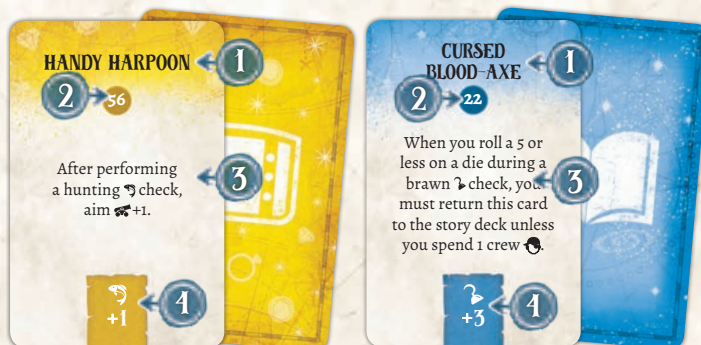 HANDY HARPOON
1
2
56
After performing
a hunting check,
aim +1.
3
+1
4
CURSED
BLOOD-AXE
1
2
22
When you roll a 5 or
less on a die during a
brawn check, you
must return this card
to the story deck unless
you spend 1 crew .
3
+3
4